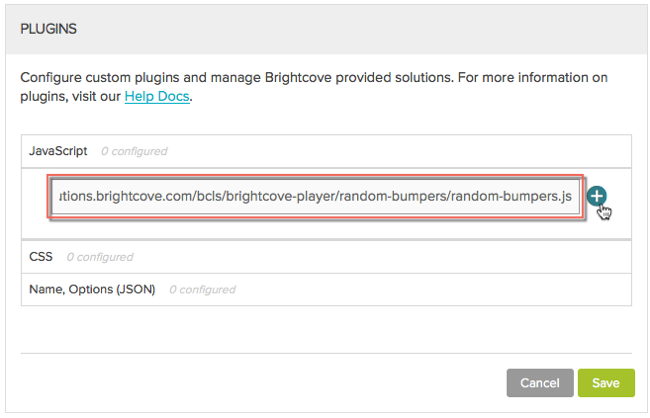 PLUGINS
Configure custom plugins and manage Brightcove provided solutions. For more information on
plugins, visit our Help Docs.
JavaScript 0 configured
utions.brightcove.com/bcls/brightcove-player/random-bumpers/random-bumpers.js
CSS 0 configured
Name, Options (JSON) 0 configured
Cancel Save